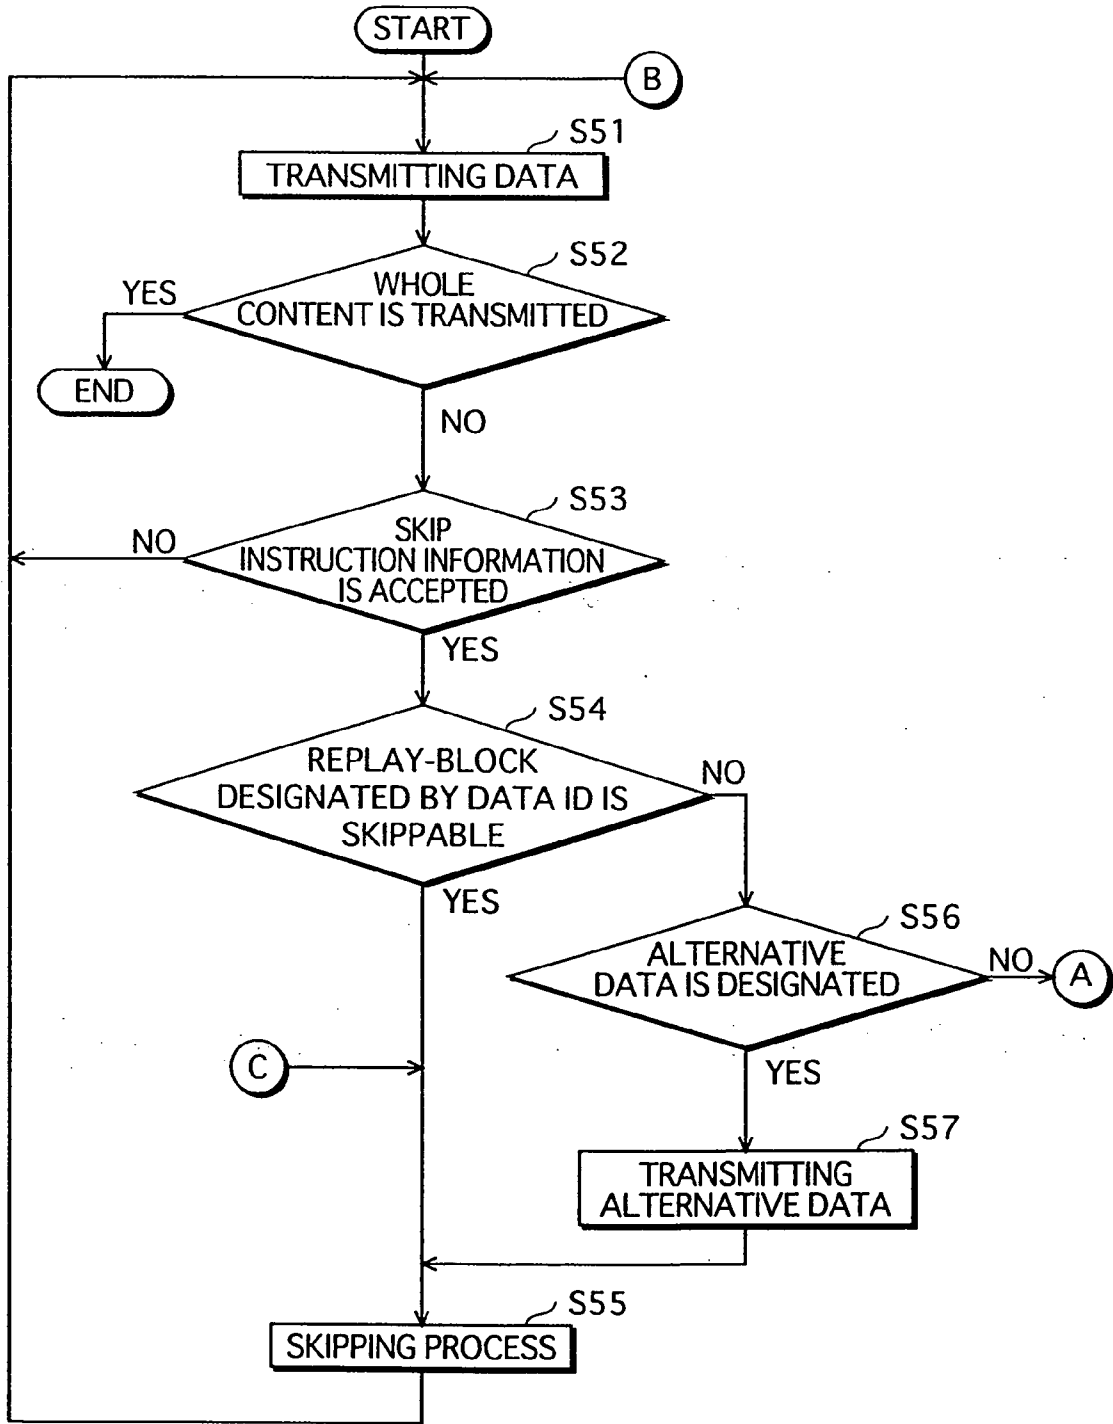 START
B
S51
TRANSMITTING DATA
S52
WHOLE
CONTENT IS TRANSMITTED
YES
END
NO
S53
SKIP
INSTRUCTION INFORMATION
IS ACCEPTED
NO
YES
S54
REPLAY-BLOCK
DESIGNATED BY DATA ID IS
SKIPPABLE
NO
YES
S56
ALTERNATIVE
DATA IS DESIGNATED
NO
A
C
YES
S57
TRANSMITTING
ALTERNATIVE DATA
S55
SKIPPING PROCESS